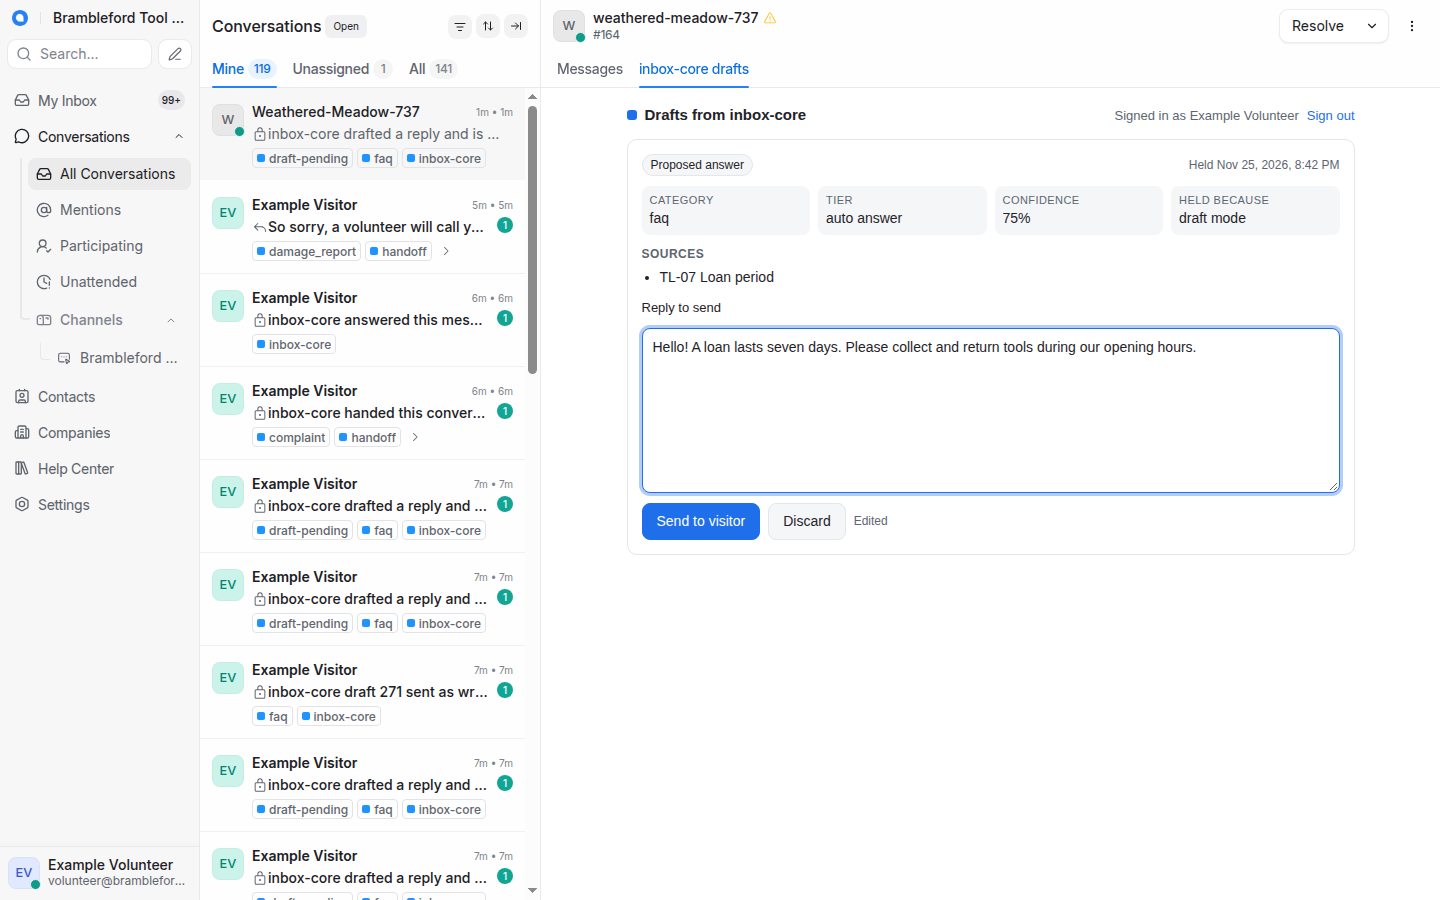 Brambleford Tool ...
Search...
My Inbox
99+
Conversations
All Conversations
Mentions
Participating
Unattended
Channels
Brambleford ...
Contacts
Companies
Help Center
Settings
EV
Example Volunteer
volunteer@bramblefor...
Conversations
Open
Mine 119
Unassigned 1
All 141
W
Weathered-Meadow-737
1m • 1m
inbox-core drafted a reply and is ...
draft-pending
faq
inbox-core
EV
Example Visitor
5m • 5m
So sorry, a volunteer will call y...
1
damage_report
handoff
EV
Example Visitor
6m • 6m
inbox-core answered this mes...
1
inbox-core
EV
Example Visitor
6m • 6m
inbox-core handed this conver...
1
complaint
handoff
EV
Example Visitor
7m • 7m
inbox-core drafted a reply and ...
1
draft-pending
faq
inbox-core
EV
Example Visitor
7m • 7m
inbox-core drafted a reply and ...
1
draft-pending
faq
inbox-core
EV
Example Visitor
7m • 7m
inbox-core draft 271 sent as wr...
1
faq
inbox-core
EV
Example Visitor
7m • 7m
inbox-core drafted a reply and ...
1
draft-pending
faq
inbox-core
EV
Example Visitor
7m • 7m
inbox-core drafted a reply and ...
1
W
weathered-meadow-737
#164
Resolve
Messages
inbox-core drafts
Drafts from inbox-core
Signed in as Example Volunteer
Sign out
Proposed answer
Held Nov 25, 2026, 8:42 PM
CATEGORY
faq
TIER
auto answer
CONFIDENCE
75%
HELD BECAUSE
draft mode
SOURCES
• TL-07 Loan period
Reply to send
Hello! A loan lasts seven days. Please collect and return tools during our opening hours.
Send to visitor
Discard
Edited